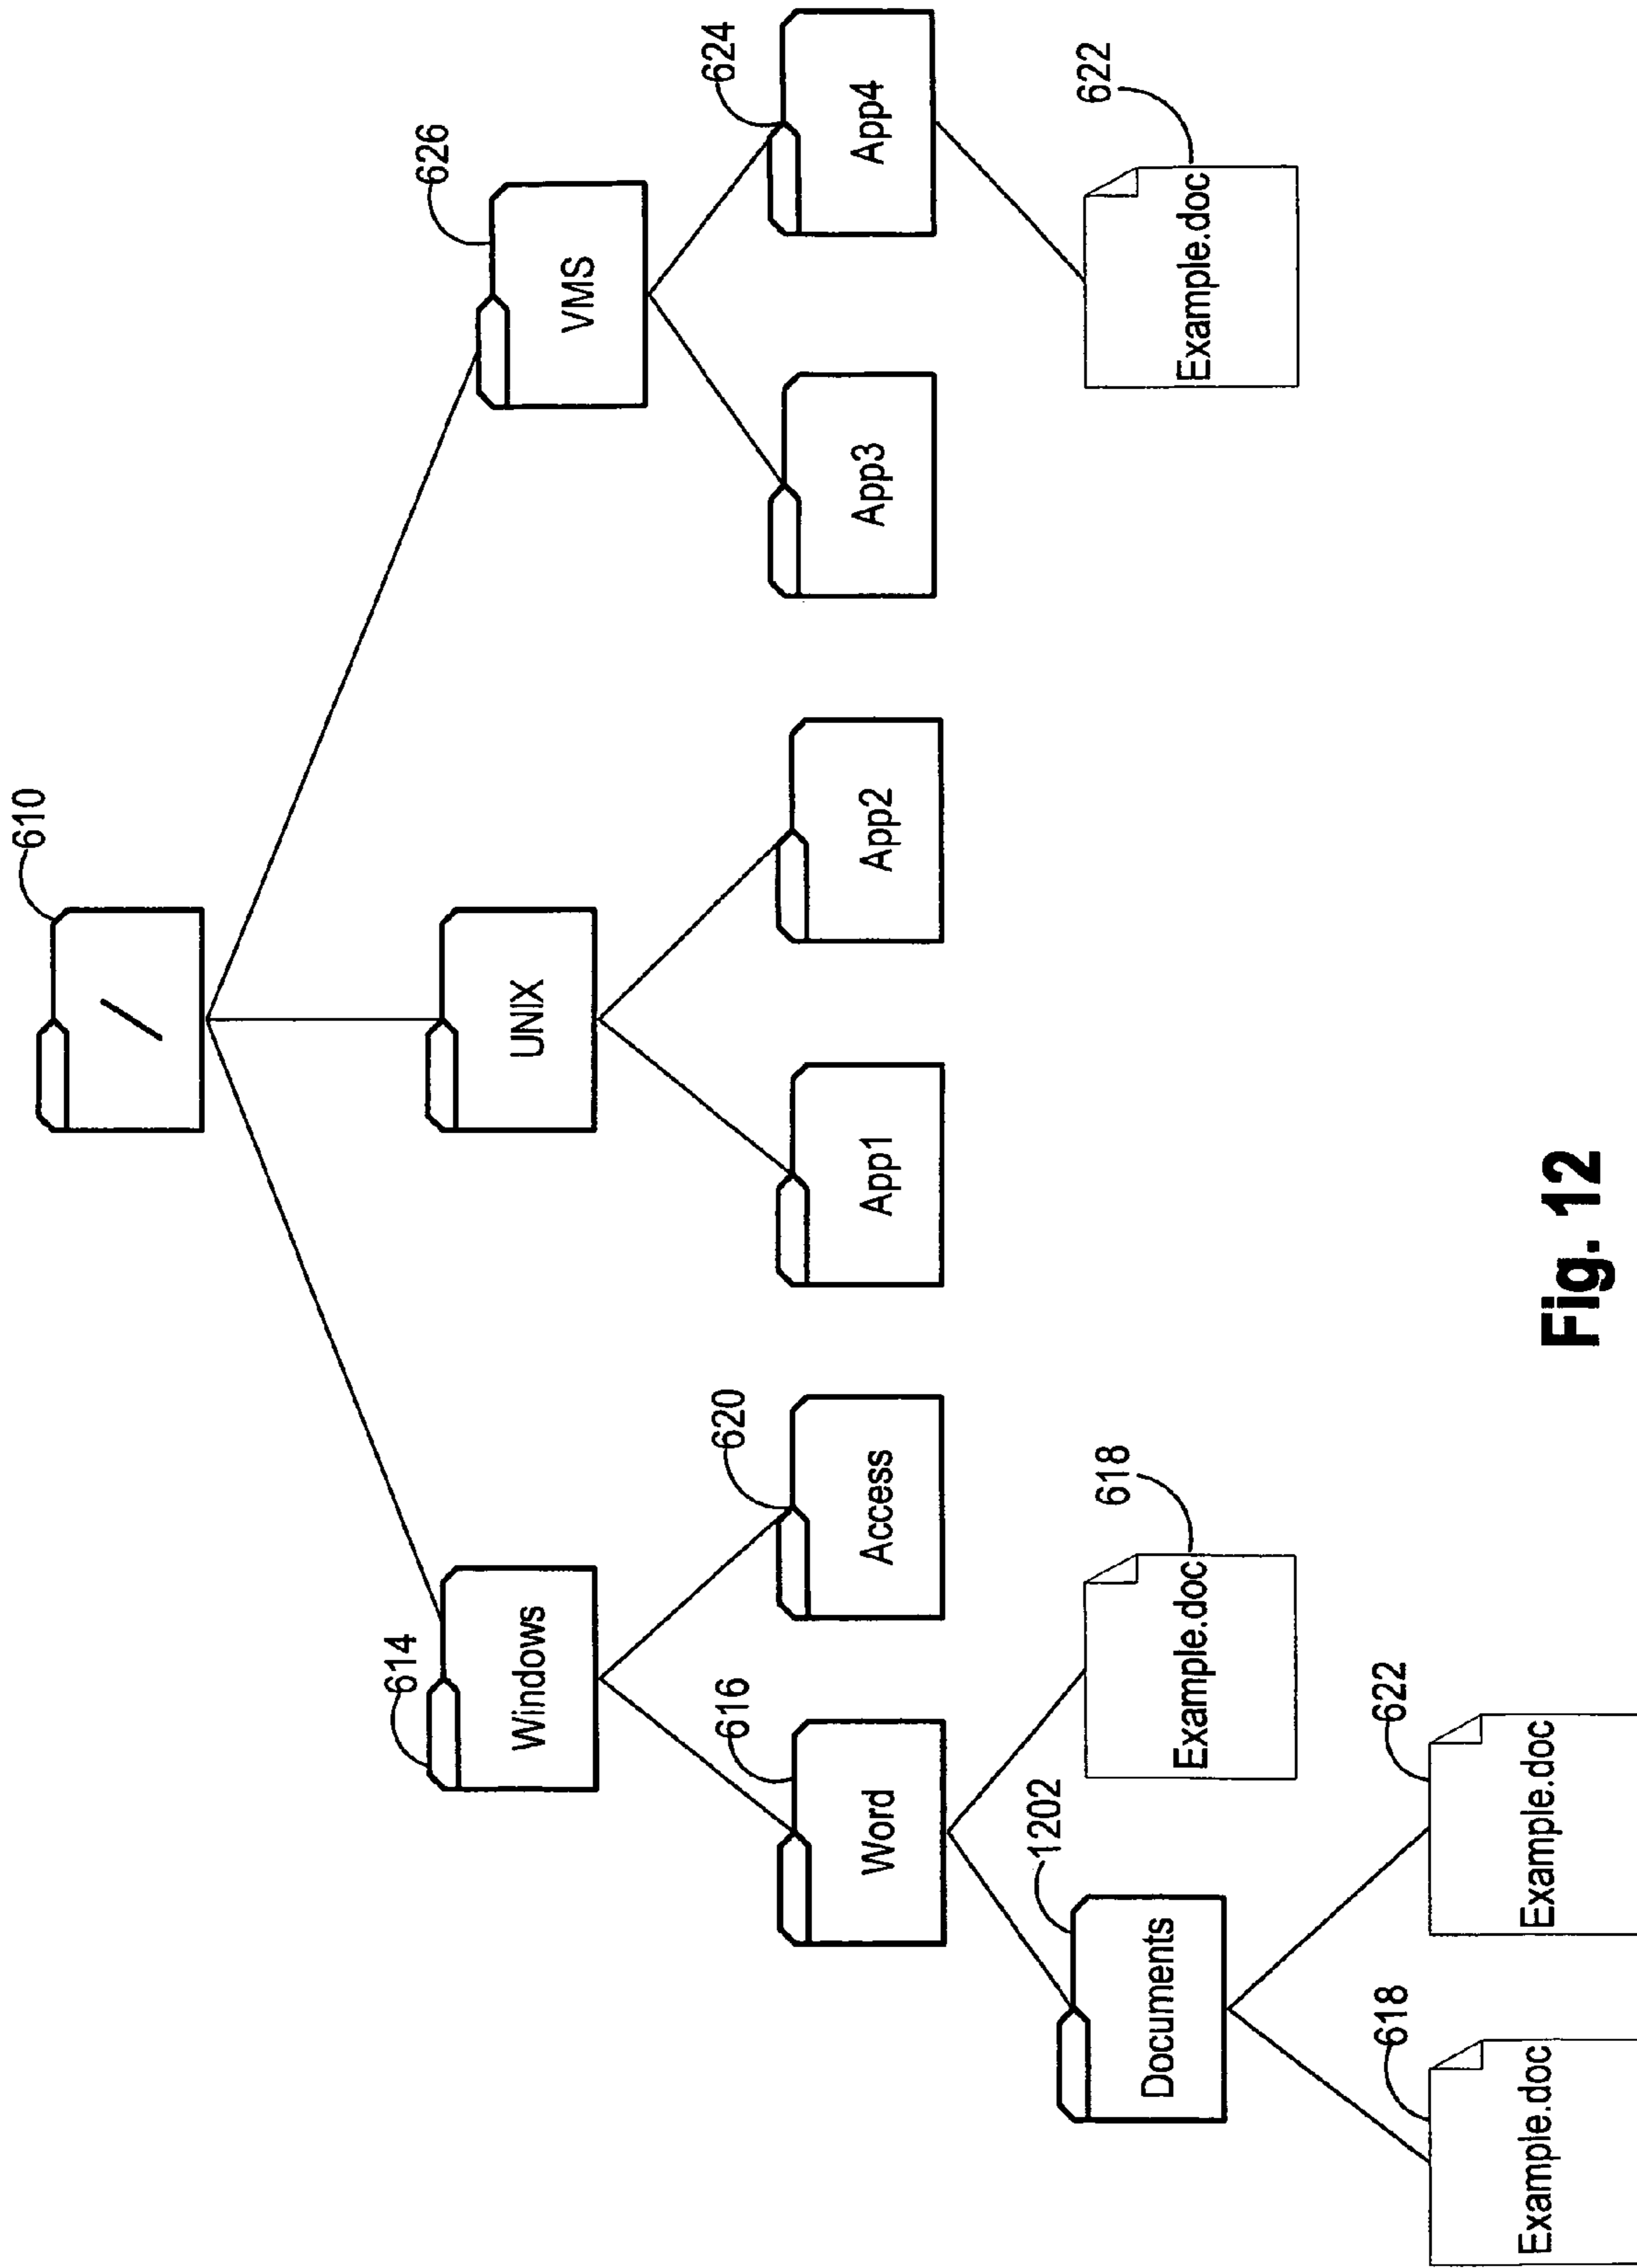 610
/
614
626
Windows
UNIX
VMS
616
620
624
Word
Access
App1
App2
App3
App4
1202
618
622
Documents
Example.doc
Example.doc
618
622
Example.doc
Example.doc
Fig. 12